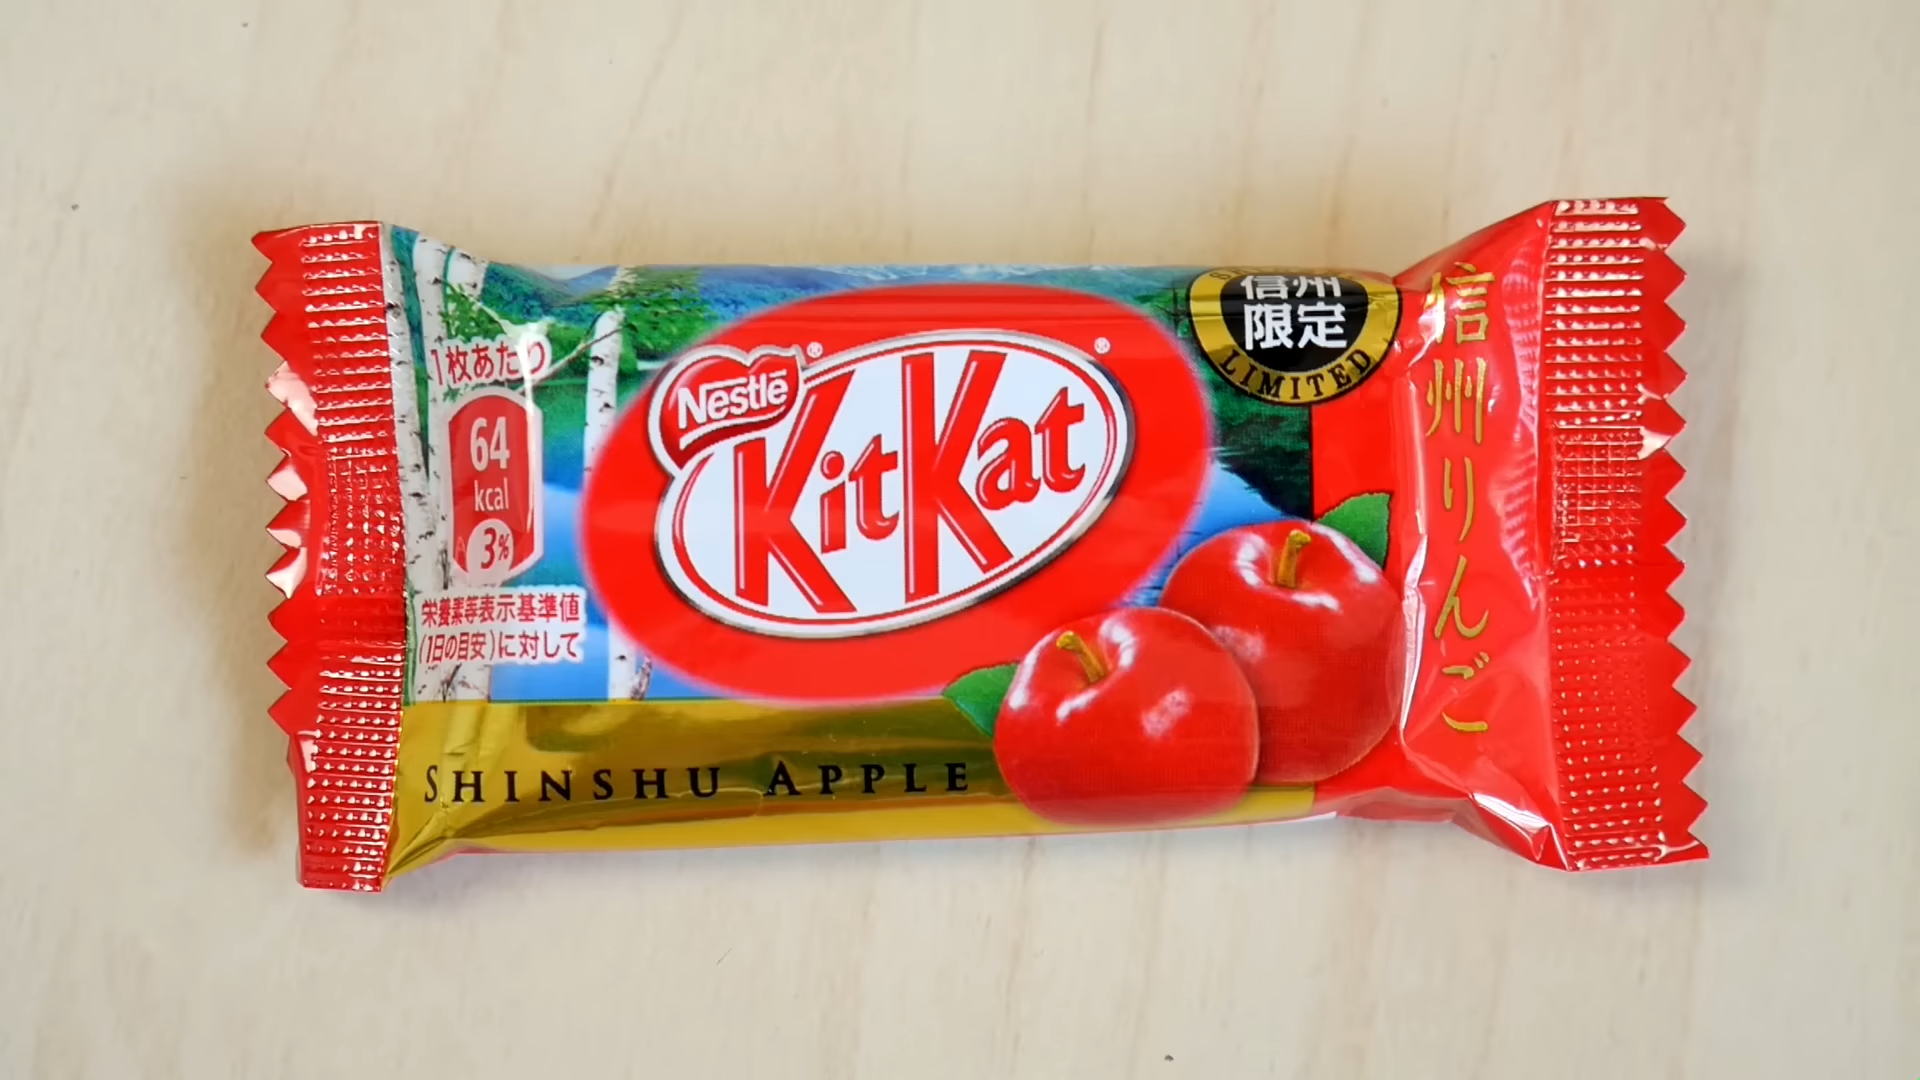 1枚あたり
64
kcal
3%
栄養素等表示基準値
(1日の目安)に対して
Nestlé
KitKat
信州
限定
LIMITED
信州りんご
SHINSHU APPLE